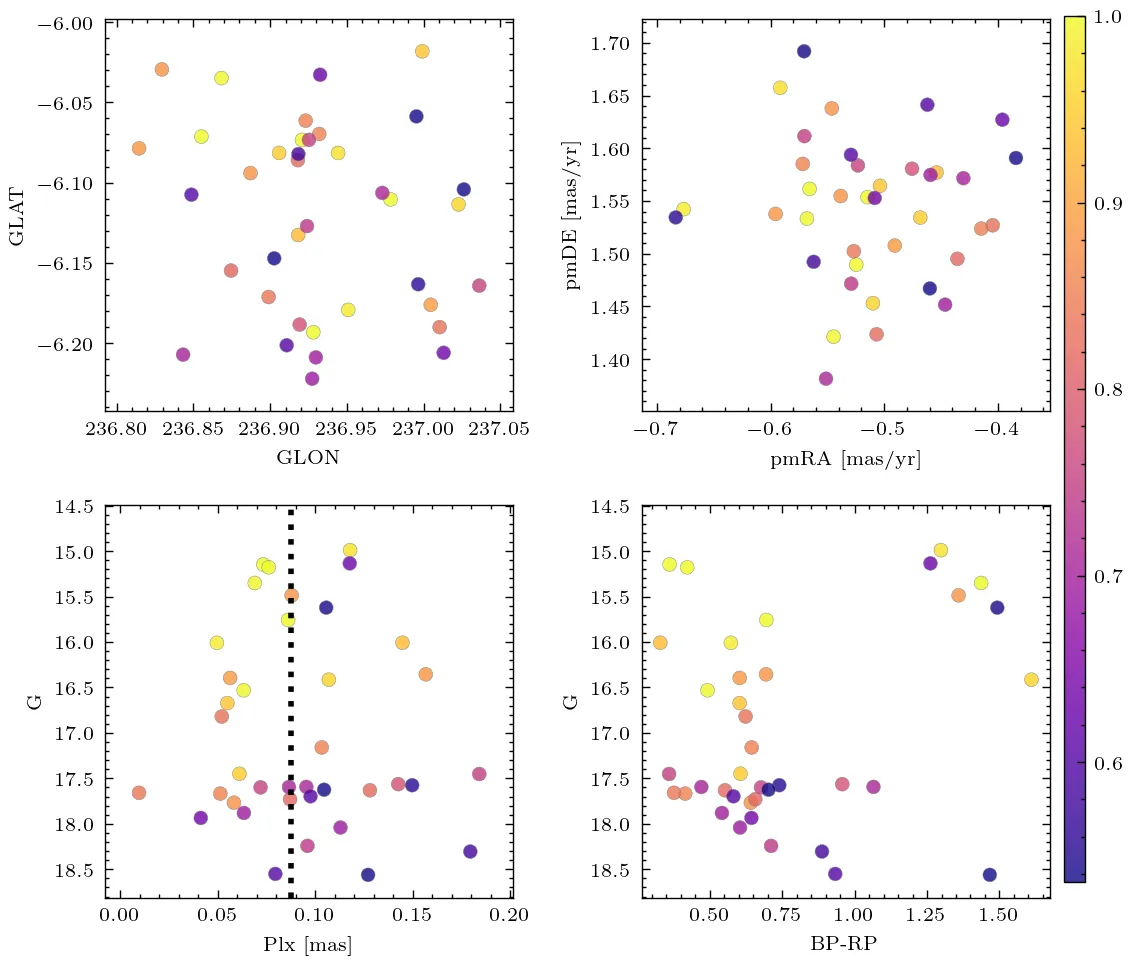 −6.00
−6.05
−6.10
−6.15
−6.20
GLAT
236.80 236.85 236.90 236.95 237.00 237.05
GLON
1.70
1.65
1.60
1.55
1.50
1.45
1.40
pmDE [mas/yr]
−0.7 −0.6 −0.5 −0.4
pmRA [mas/yr]
1.0
0.9
0.8
0.7
0.6
14.5
15.0
15.5
16.0
16.5
17.0
17.5
18.0
18.5
G
0.00 0.05 0.10 0.15 0.20
Plx [mas]
14.5
15.0
15.5
16.0
16.5
17.0
17.5
18.0
18.5
G
0.50 0.75 1.00 1.25 1.50
BP-RP